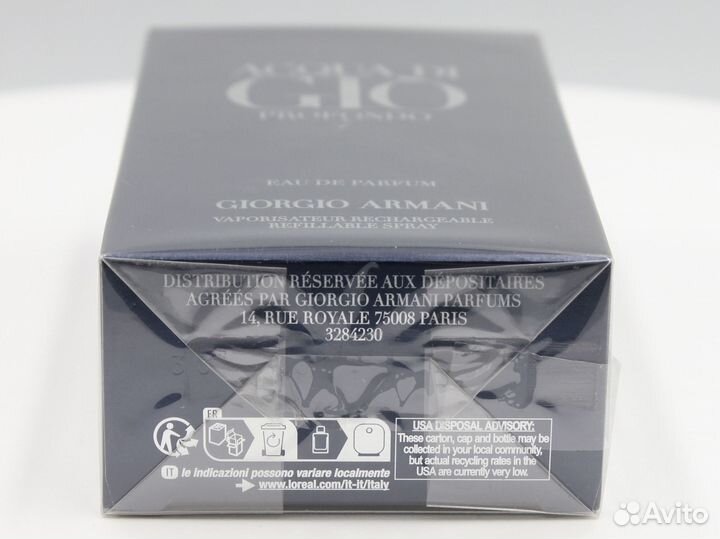 ACQUA DI
GIO
PROFONDO
EAU DE PARFUM
GIORGIO ARMANI
VAPORISATEUR RECHARGEABLE
REFILLABLE SPRAY
DISTRIBUTION RÉSERVÉE AUX DÉPOSITAIRES
AGRÉÉS PAR GIORGIO ARMANI PARFUMS
14, RUE ROYALE 75008 PARIS
3284230
FR
IT le indicazioni possono variare localmente
www.loreal.com/it-it/italy
USA DISPOSAL ADVISORY:
These carton, cap and bottle may be
collected in your local community,
but actual recycling rates in the
USA are currently very low.
Avito